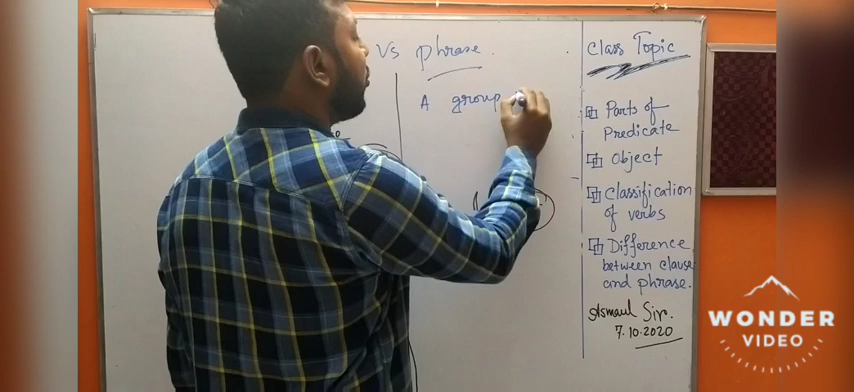 Vs phrase.
A group
Class Topic
Parts of
Predicate
Object
Classification
of verbs
Difference
between clause
and phrase.
Asmaul Sir.
7.10.2020
WONDER
VIDEO